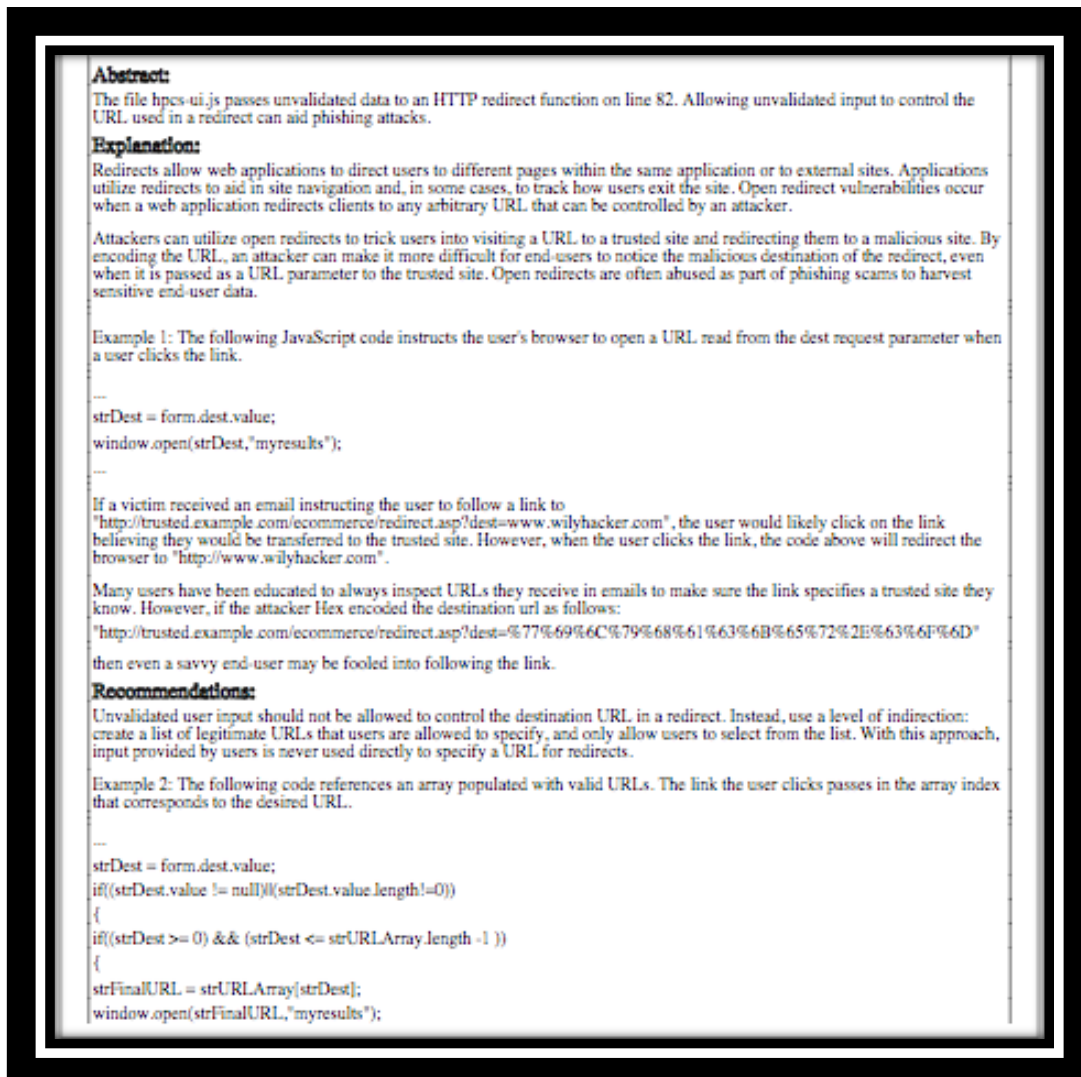 Abstract:
The file hpcs-ui.js passes unvalidated data to an HTTP redirect function on line 82. Allowing unvalidated input to control the
URL used in a redirect can aid phishing attacks.
Explanation:
Redirects allow web applications to direct users to different pages within the same application or to external sites. Applications
utilize redirects to aid in site navigation and, in some cases, to track how users exit the site. Open redirect vulnerabilities occur
when a web application redirects clients to any arbitrary URL that can be controlled by an attacker.
Attackers can utilize open redirects to trick users into visiting a URL to a trusted site and redirecting them to a malicious site. By
encoding the URL, an attacker can make it more difficult for end-users to notice the malicious destination of the redirect, even
when it is passed as a URL parameter to the trusted site. Open redirects are often abused as part of phishing scams to harvest
sensitive end-user data.
Example 1: The following JavaScript code instructs the user's browser to open a URL read from the dest request parameter when
a user clicks the link.
...
strDest = form.dest.value;
window.open(strDest,"myresults");
...
If a victim received an email instructing the user to follow a link to
"http://trusted.example.com/ecommerce/redirect.asp?dest=www.wilyhacker.com", the user would likely click on the link
believing they would be transferred to the trusted site. However, when the user clicks the link, the code above will redirect the
browser to "http://www.wilyhacker.com".
Many users have been educated to always inspect URLs they receive in emails to make sure the link specifies a trusted site they
know. However, if the attacker Hex encoded the destination url as follows:
"http://trusted.example.com/ecommerce/redirect.asp?dest=%77%69%6C%79%68%61%63%6B%65%72%2E%63%6F%6D"
then even a savvy end-user may be fooled into following the link.
Recommendations:
Unvalidated user input should not be allowed to control the destination URL in a redirect. Instead, use a level of indirection:
create a list of legitimate URLs that users are allowed to specify, and only allow users to select from the list. With this approach,
input provided by users is never used directly to specify a URL for redirects.
Example 2: The following code references an array populated with valid URLs. The link the user clicks passes in the array index
that corresponds to the desired URL.
...
strDest = form.dest.value;
if((strDest.value != null)||(strDest.value.length!=0))
{
if((strDest >= 0) && (strDest <= strURLArray.length -1 ))
{
strFinalURL = strURLArray[strDest];
window.open(strFinalURL,"myresults");